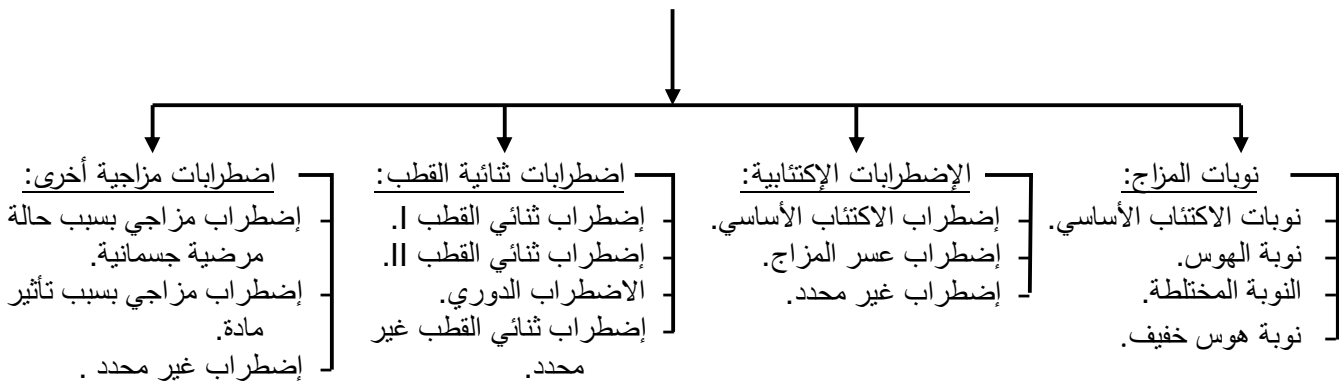 نوبات المزاج:
- نوبات الاكتئاب الأساسي.
- نوبة الهوس.
- النوبة المختلطة.
- نوبة هوس خفيف.
الإضطرابات الإكتئابية:
- إضطراب الاكتئاب الأساسي.
- إضطراب عسر المزاج.
- إضطراب غير محدد.
اضطرابات ثنائية القطب:
- إضطراب ثنائي القطب I.
- إضطراب ثنائي القطب II.
- الاضطراب الدوري.
- إضطراب ثنائي القطب غير
محدد.
اضطرابات مزاجية أخرى:
- إضطراب مزاجي بسبب حالة
مرضية جسمانية.
- إضطراب مزاجي بسبب تأثير
مادة.
- إضطراب غير محدد .